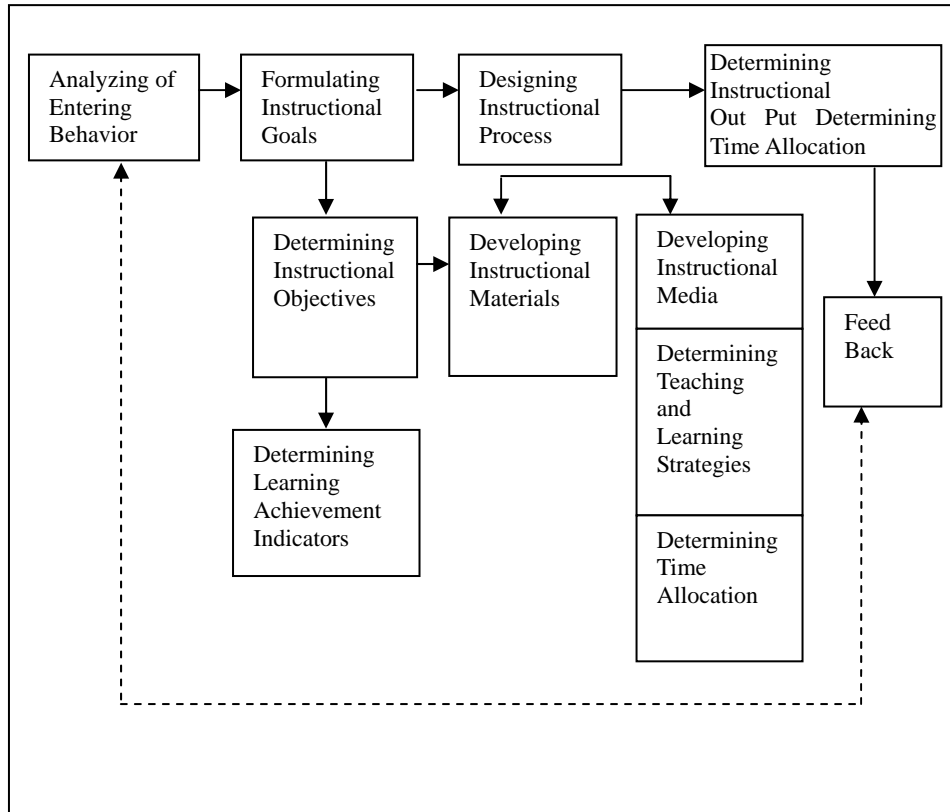 Analyzing of
Entering
Behavior
Formulating
Instructional
Goals
Designing
Instructional
Process
Determining
Instructional
Out Put Determining
Time Allocation
Determining
Instructional
Objectives
Developing
Instructional
Materials
Developing
Instructional
Media
Feed
Back
Determining
Teaching
and
Learning
Strategies
Determining
Learning
Achievement
Indicators
Determining
Time
Allocation